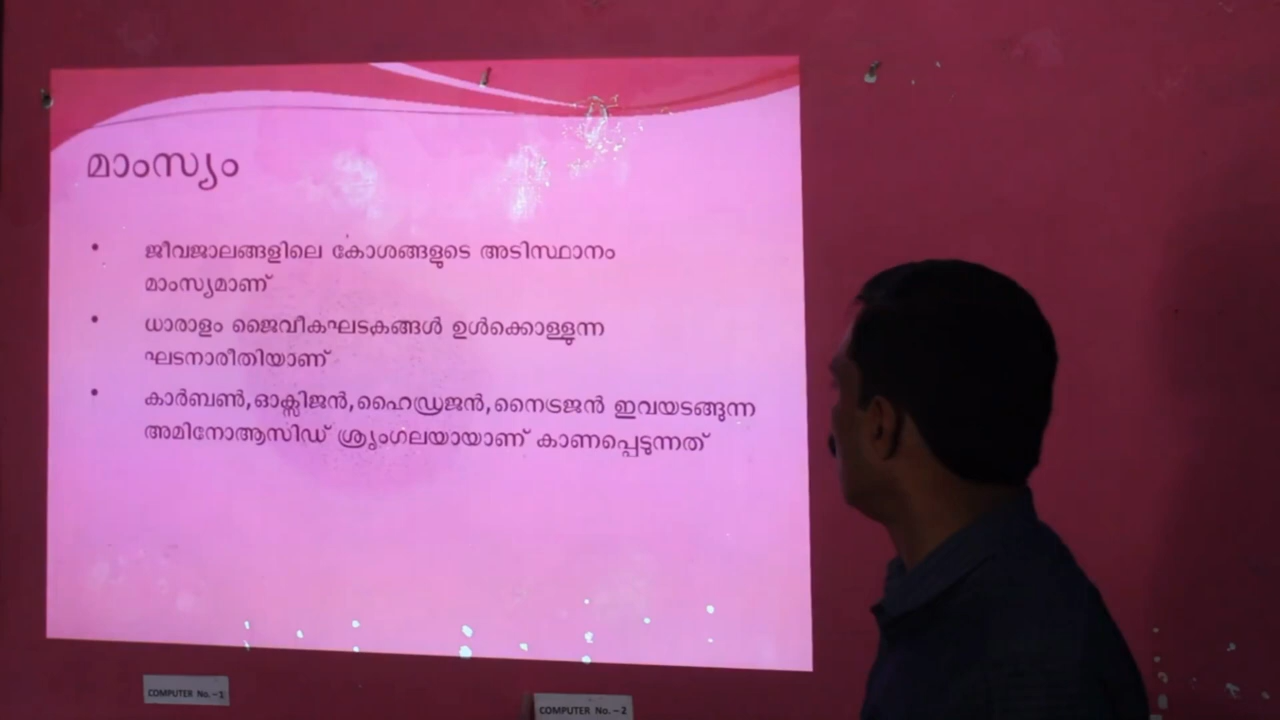 മാംസ്യം
• ജീവജാലങ്ങളിലെ കോശങ്ങളുടെ അടിസ്ഥാനം
മാംസ്യമാണ്
• ധാരാളം ജൈവീകഘടകങ്ങൾ ഉൾക്കൊള്ളുന്ന
ഘടനാരീതിയാണ്
• കാർബൺ,ഓക്സിജൻ,ഹൈഡ്രജൻ,നൈട്രജൻ ഇവയടങ്ങുന്ന
അമിനോആസിഡ് ശ്രൃംഗലയായാണ് കാണപ്പെടുന്നത്
COMPUTER No. – 1
COMPUTER No. – 2